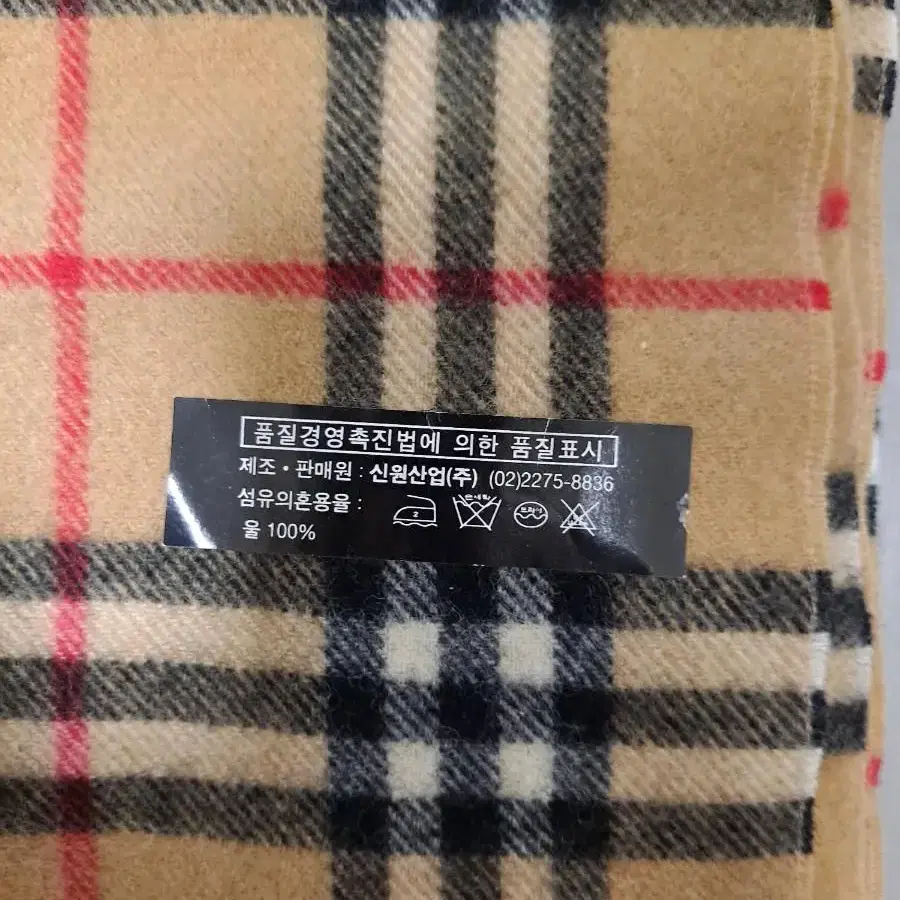 품질경영촉진법에 의한 품질표시
제조・판매원 : 신원산업(주) (02)2275-8836
섬유의혼용율 :
울 100%